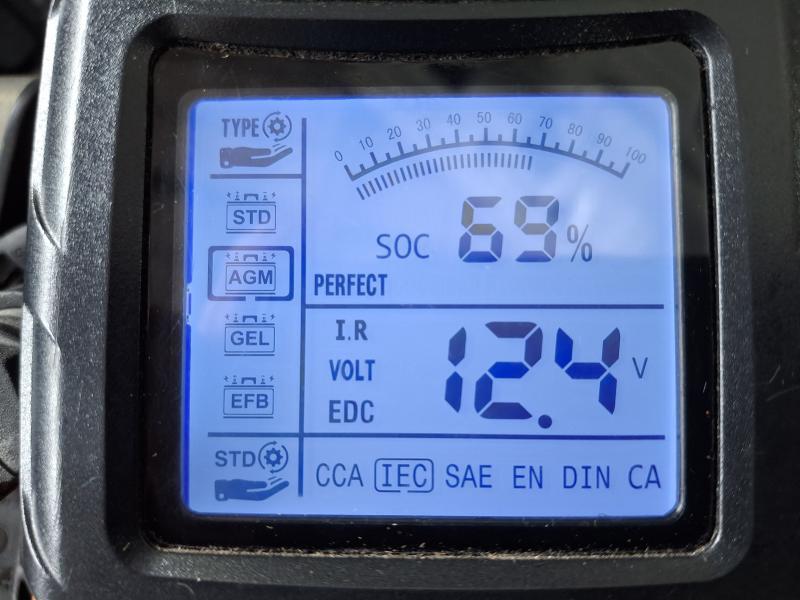 TYPE
STD
AGM
GEL
EFB
STD
0 10 20 30 40 50 60 70 80 90 100
SOC 69%
PERFECT
I.R
VOLT
EDC
12.4 V
CCA IEC SAE EN DIN CA